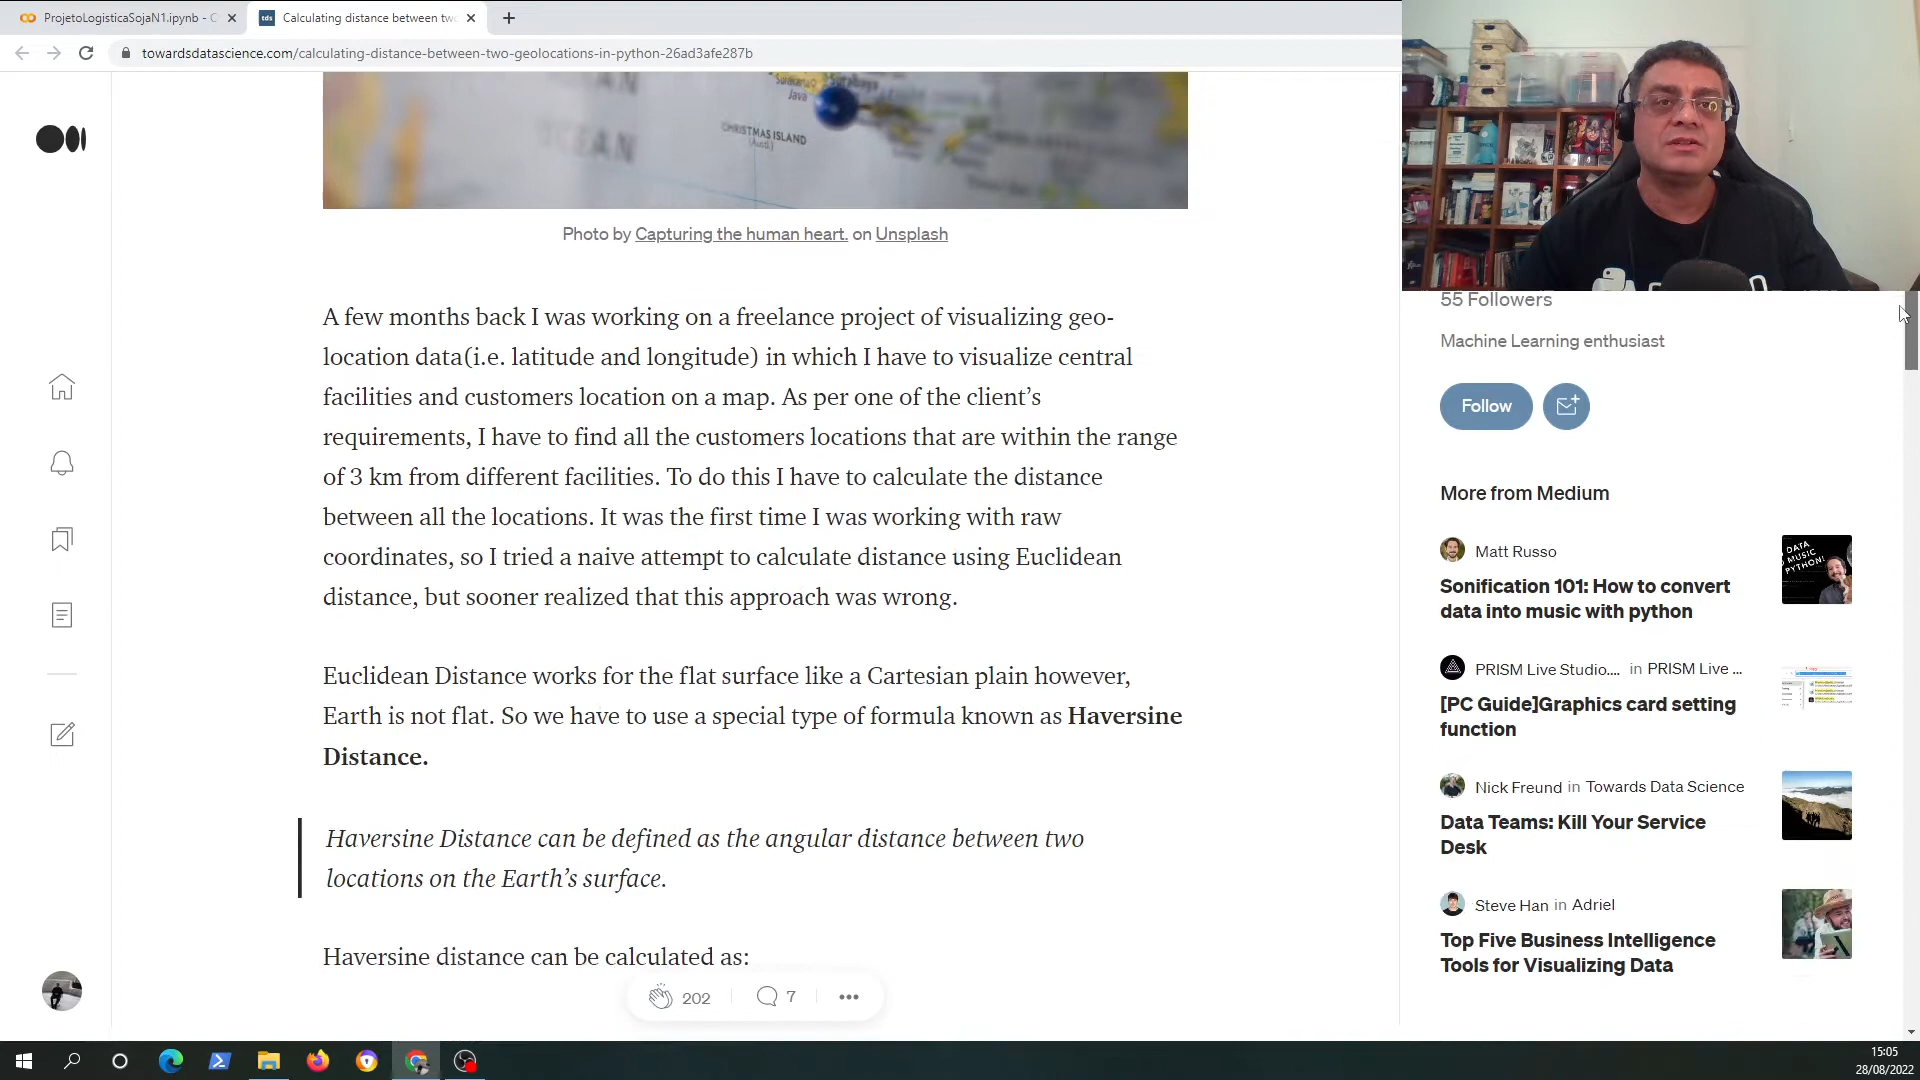 ProjetoLogisticaSojaN1.ipynb - C
tds
Calculating distance between two
towardsdatascience.com/calculating-distance-between-two-geolocations-in-python-26ad3afe287b
Java
CHRISTMAS ISLAND
Photo by Capturing the human heart. on Unsplash
A few months back I was working on a freelance project of visualizing geo-
location data(i.e. latitude and longitude) in which I have to visualize central
facilities and customers location on a map. As per one of the client’s
requirements, I have to find all the customers locations that are within the range
of 3 km from different facilities. To do this I have to calculate the distance
between all the locations. It was the first time I was working with raw
coordinates, so I tried a naive attempt to calculate distance using Euclidean
distance, but sooner realized that this approach was wrong.
Euclidean Distance works for the flat surface like a Cartesian plain however,
Earth is not flat. So we have to use a special type of formula known as Haversine
Distance.
Haversine Distance can be defined as the angular distance between two
locations on the Earth’s surface.
Haversine distance can be calculated as:
202
7
55 Followers
Machine Learning enthusiast
Follow
More from Medium
Matt Russo
Sonification 101: How to convert
data into music with python
DATA
MUSIC
PYTHON!
PRISM Live Studio.... in PRISM Live ...
[PC Guide]Graphics card setting
function
Nick Freund in Towards Data Science
Data Teams: Kill Your Service
Desk
Steve Han in Adriel
Top Five Business Intelligence
Tools for Visualizing Data
15:05
28/08/2022